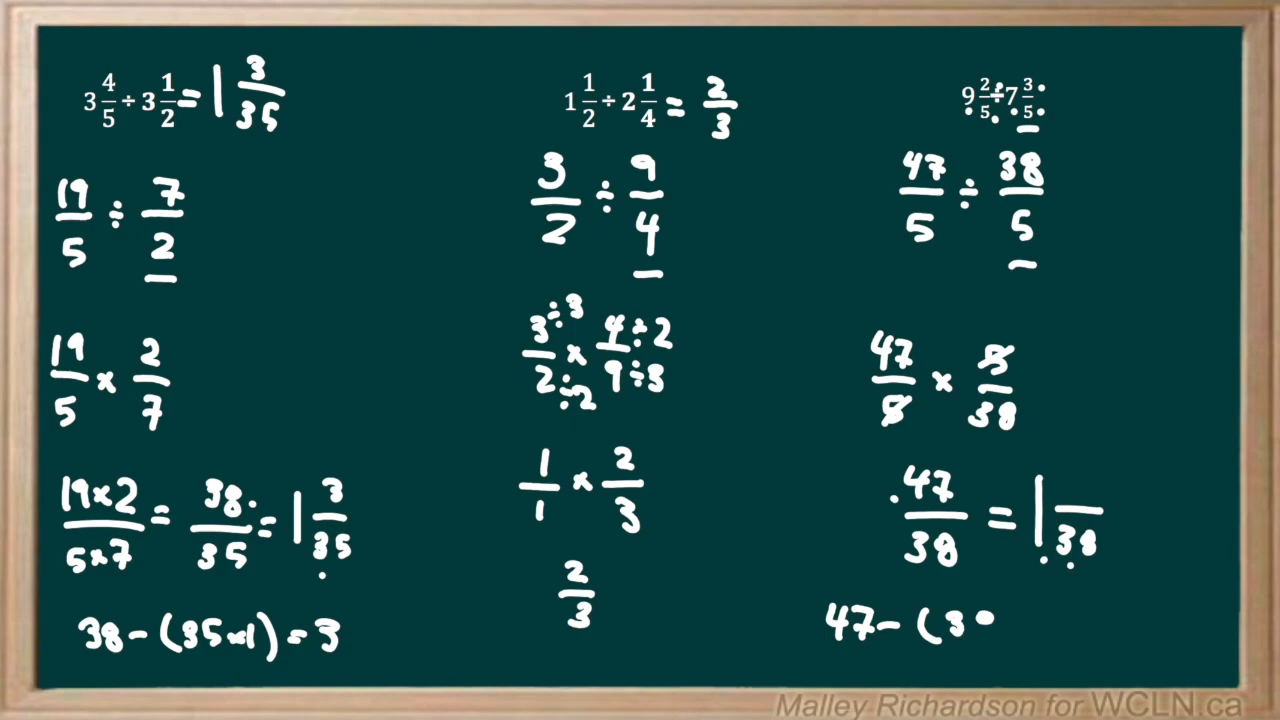 3 4/5 ÷ 3 1/2 = 1 3/35
19/5 ÷ 7/2
19/5 × 2/7
19×2/5×7 = 38/35 = 1 3/35
38 - (35×1) = 3
1 1/2 ÷ 2 1/4 = 2/3
3/2 ÷ 9/4
3÷3/2÷2 × 4÷2/9÷3
1/1 × 2/3
2/3
9 2/5 ÷ 7 3/5
47/5 ÷ 38/5
47/5 × 5/38
47/38 = 1 /38
47 - (3
Malley Richardson for WCLN.ca